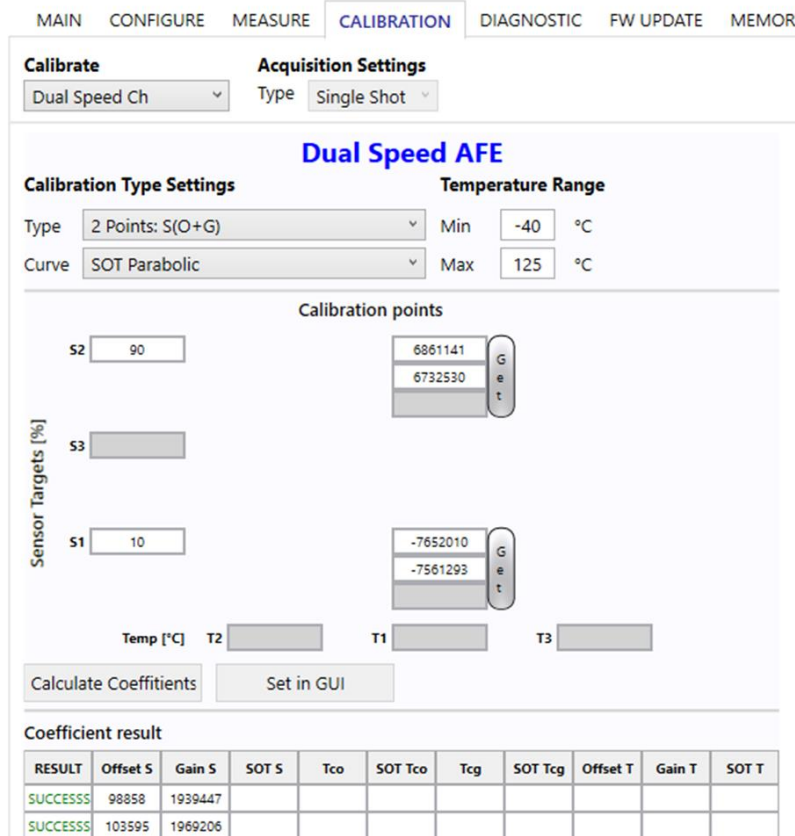 MAIN CONFIGURE MEASURE CALIBRATION DIAGNOSTIC FW UPDATE MEMOR
Calibrate Acquisition Settings
Dual Speed Ch Type Single Shot
Dual Speed AFE
Calibration Type Settings Temperature Range
Type 2 Points: S(O+G) Min -40 °C
Curve SOT Parabolic Max 125 °C
Calibration points
Sensor Targets [%]
S2 90 6861141 Get
6732530
S3
S1 10 -7652010 Get
-7561293
Temp [°C] T2 T1 T3
Calculate Coeffitients Set in GUI
Coefficient result
RESULT Offset S Gain S SOT S Tco SOT Tco Tcg SOT Tcg Offset T Gain T SOT T
SUCCESSS 98858 1939447
SUCCESSS 103595 1969206